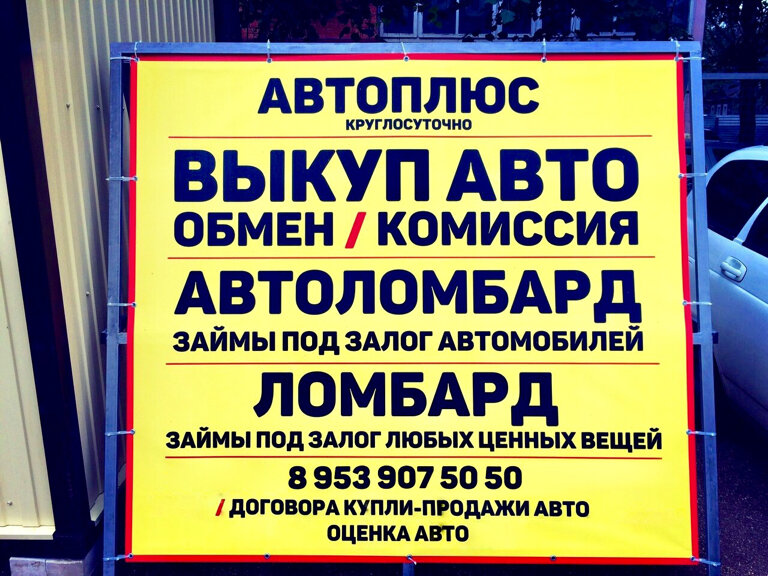 АВТОПЛЮС
КРУГЛОСУТОЧНО
ВЫКУП АВТО
ОБМЕН / КОМИССИЯ
АВТОЛОМБАРД
ЗАЙМЫ ПОД ЗАЛОГ АВТОМОБИЛЕЙ
ЛОМБАРД
ЗАЙМЫ ПОД ЗАЛОГ ЛЮБЫХ ЦЕННЫХ ВЕЩЕЙ
8 953 907 50 50
/ ДОГОВОРА КУПЛИ-ПРОДАЖИ АВТО
ОЦЕНКА АВТО